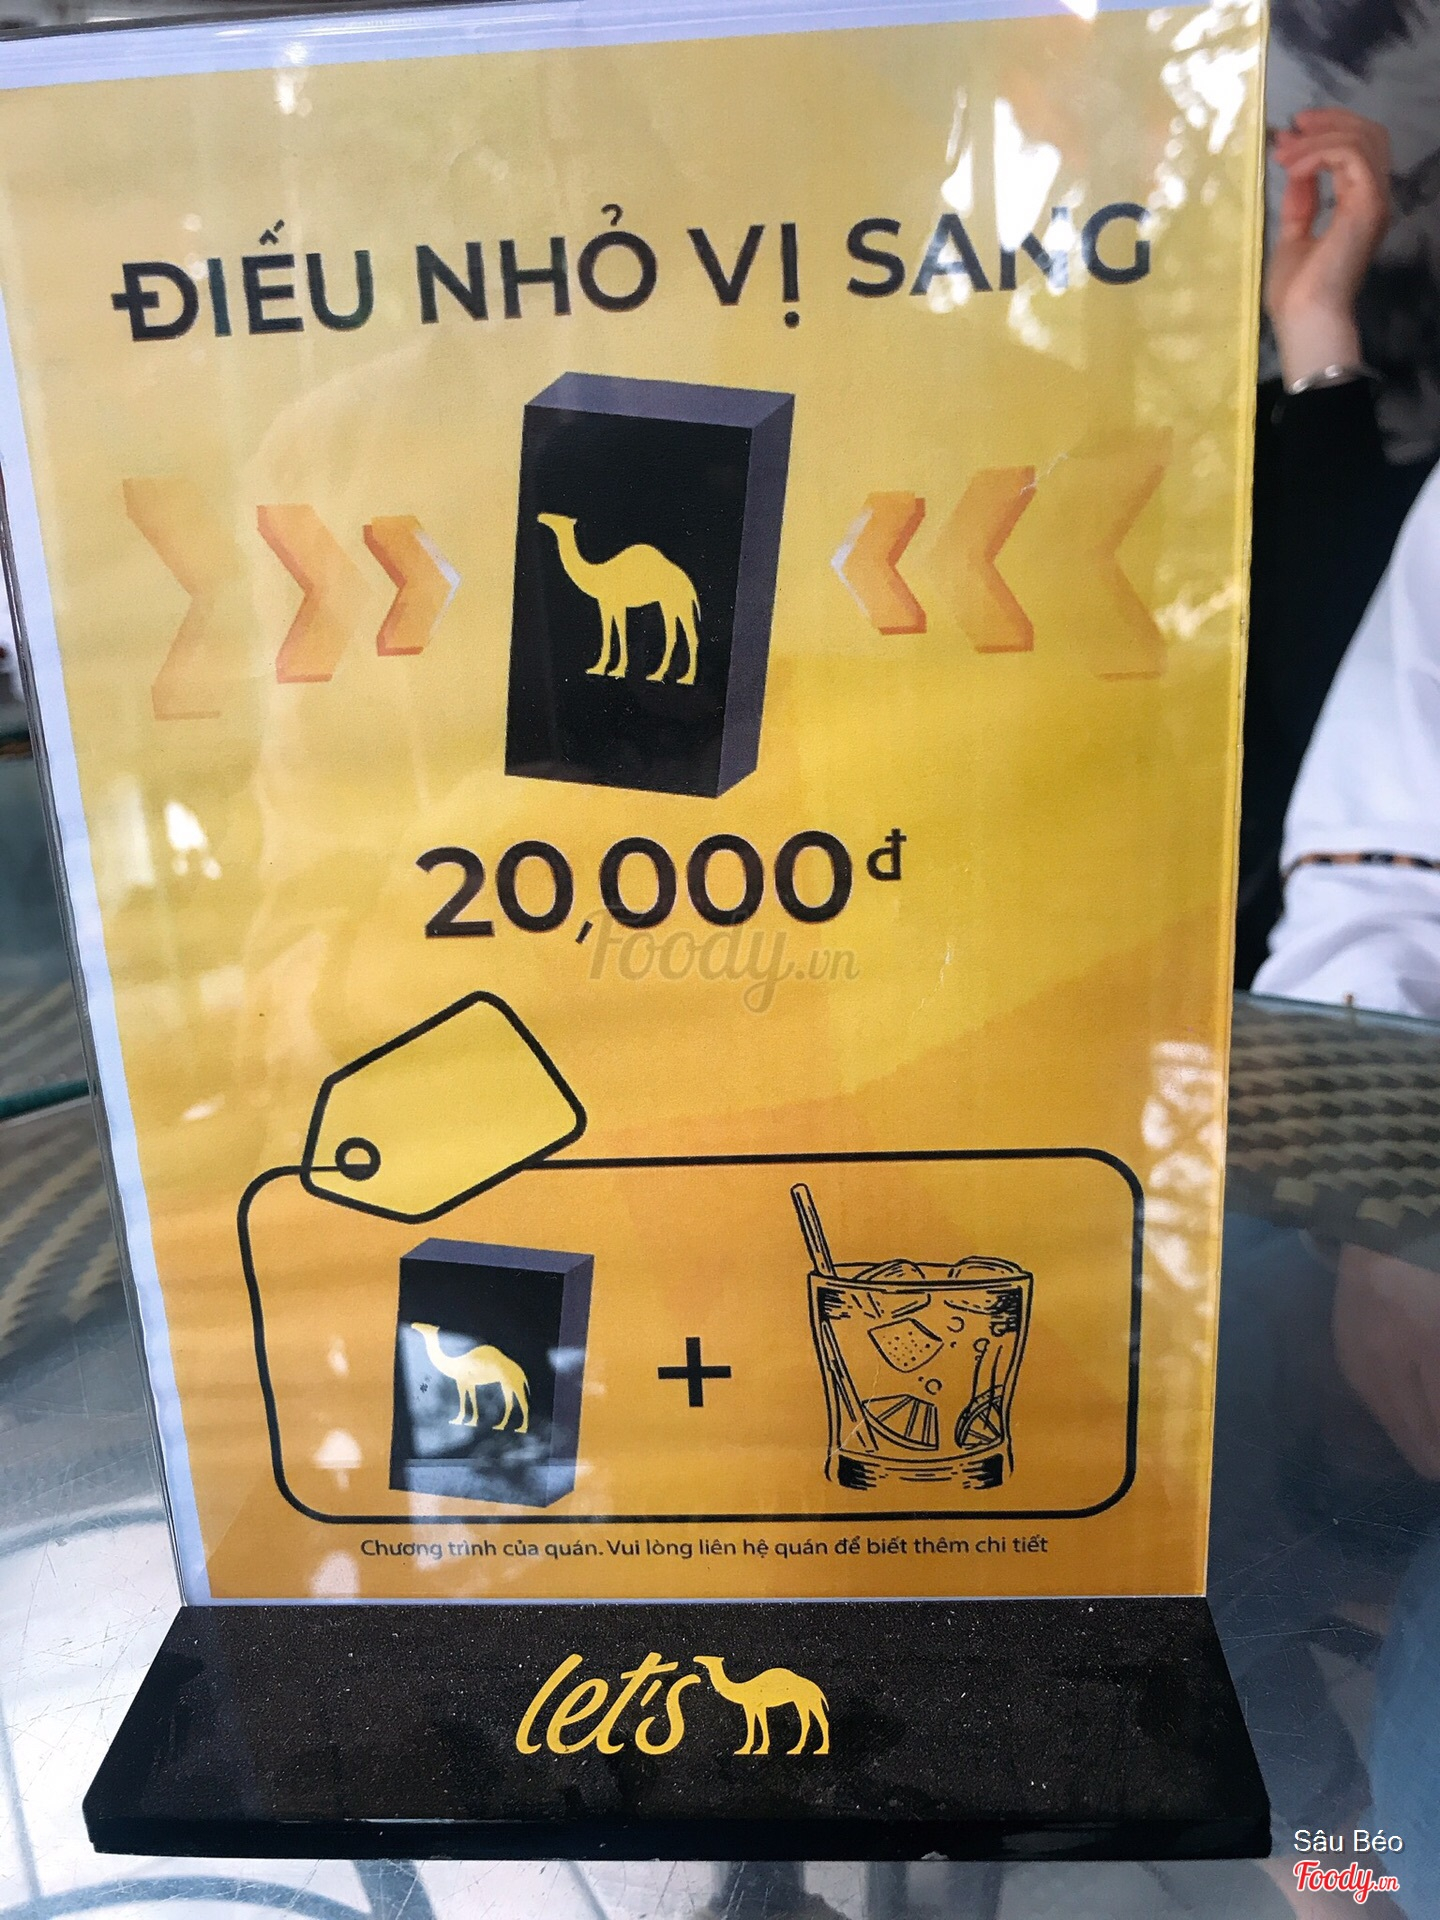 ĐIẾU NHỎ VỊ SANG
20,000đ
Foody.vn
Chương trình của quán. Vui lòng liên hệ quán để biết thêm chi tiết
let's
Sâu Béo
Foody.vn